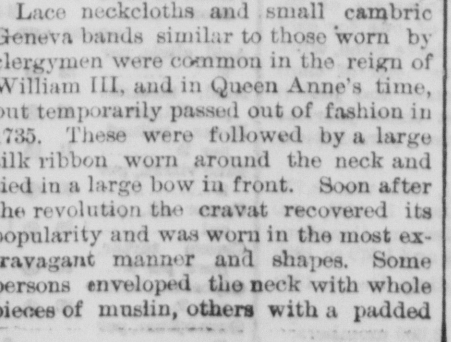 Lace neckcloths and small cambric
Geneva bands similar to those worn by
clergymen were common in the reign of
William III, and in Queen Anne's time,
but temporarily passed out of fashion in
1735. These were followed by a large
silk ribbon worn around the neck and
tied in a large bow in front. Soon after
the revolution the cravat recovered its
popularity and was worn in the most ex-
travagant manner and shapes. Some
persons enveloped the neck with whole
pieces of muslin, others with a padded